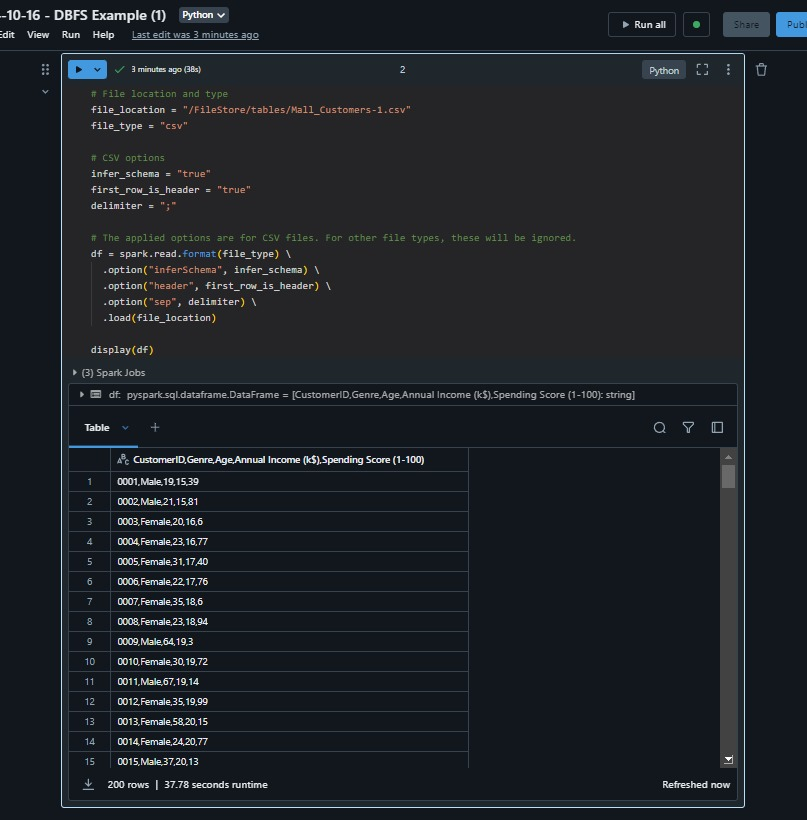 -10-16 - DBFS Example (1) Python
Edit View Run Help Last edit was 3 minutes ago
Run all
Share
Publ
3 minutes ago (38s)
2
Python
# File location and type
file_location = "/FileStore/tables/Mall_Customers-1.csv"
file_type = "csv"
# CSV options
infer_schema = "true"
first_row_is_header = "true"
delimiter = ";"
# The applied options are for CSV files. For other file types, these will be ignored.
df = spark.read.format(file_type) \
.option("inferSchema", infer_schema) \
.option("header", first_row_is_header) \
.option("sep", delimiter) \
.load(file_location)
display(df)
(3) Spark Jobs
df: pyspark.sql.dataframe.DataFrame = [CustomerID,Genre,Age,Annual Income (k$),Spending Score (1-100): string]
Table +
ABC CustomerID,Genre,Age,Annual Income (k$),Spending Score (1-100)
1 0001,Male,19,15,39
2 0002,Male,21,15,81
3 0003,Female,20,16,6
4 0004,Female,23,16,77
5 0005,Female,31,17,40
6 0006,Female,22,17,76
7 0007,Female,35,18,6
8 0008,Female,23,18,94
9 0009,Male,64,19,3
10 0010,Female,30,19,72
11 0011,Male,67,19,14
12 0012,Female,35,19,99
13 0013,Female,58,20,15
14 0014,Female,24,20,77
15 0015,Male,37,20,13
200 rows | 37.78 seconds runtime
Refreshed now